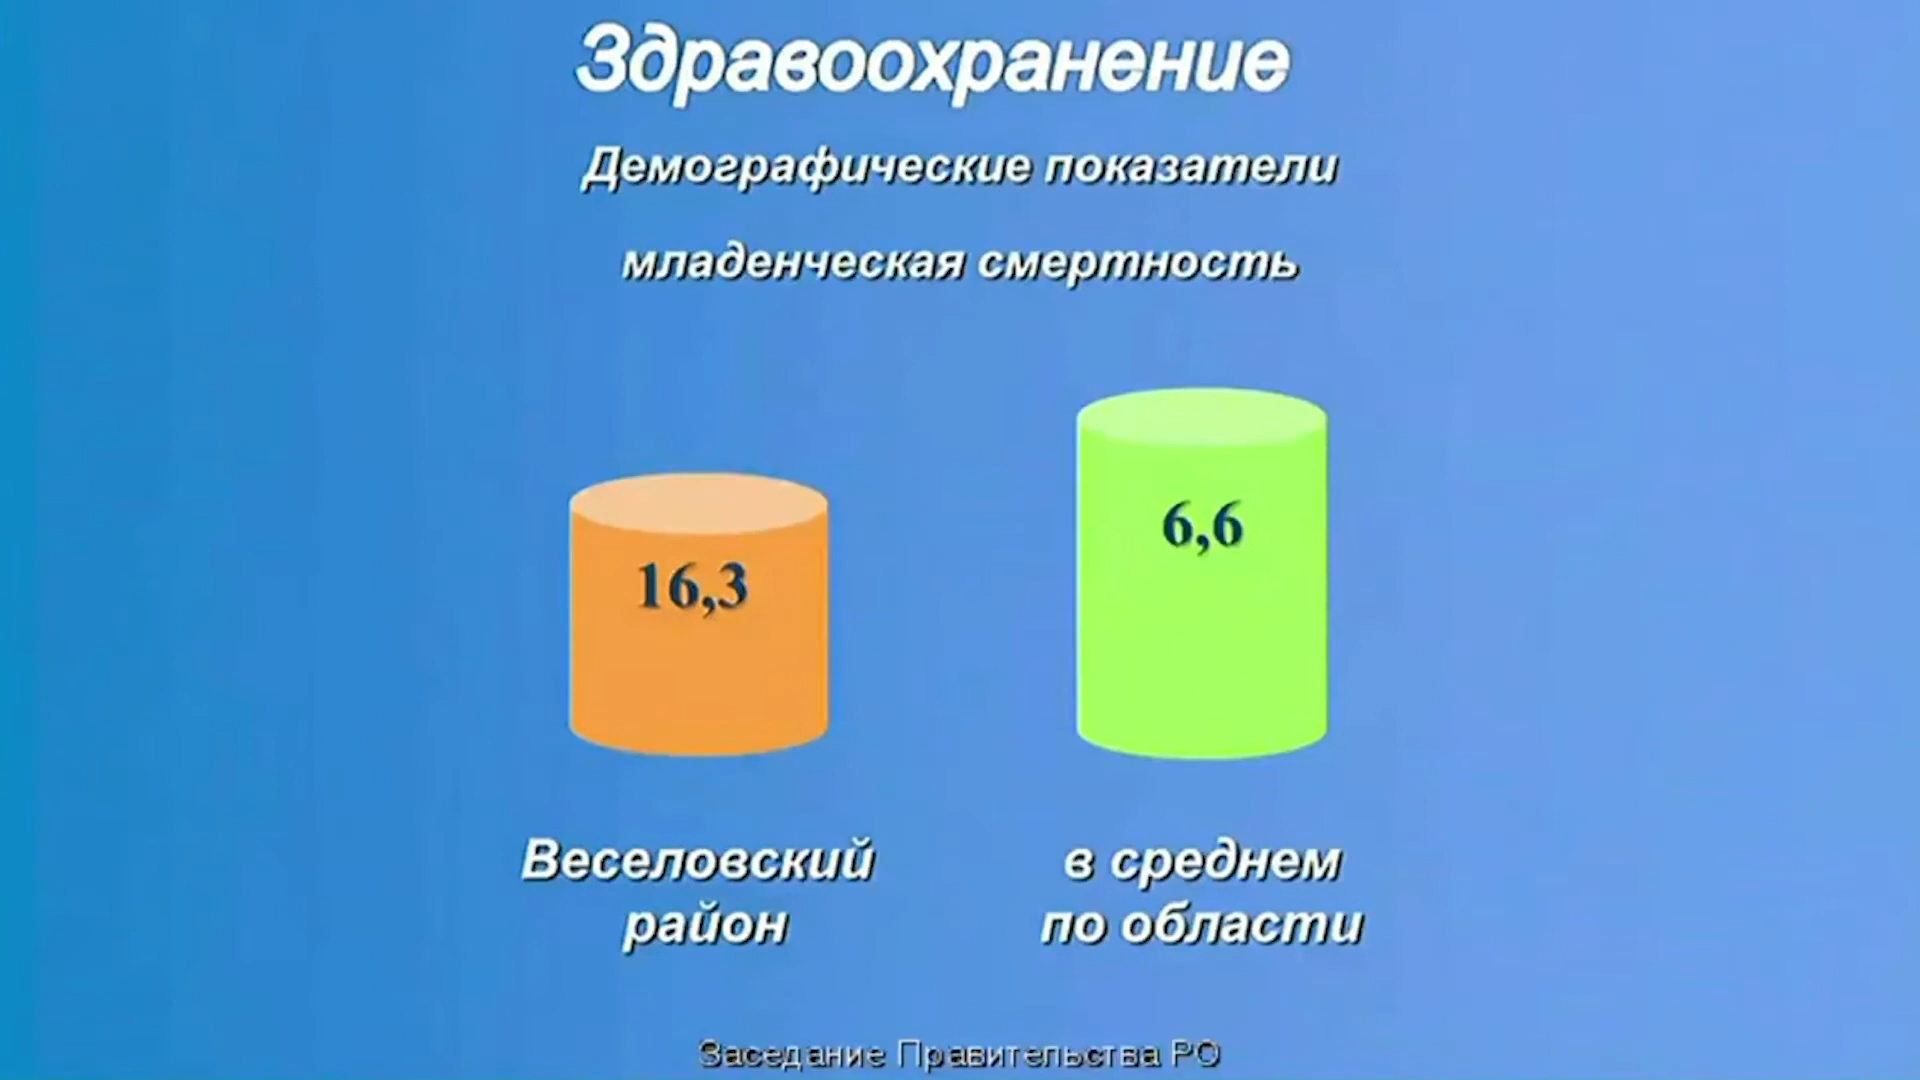 Здравоохранение
Демографические показатели
младенческая смертность
16,3
6,6
Веселовский
район
в среднем
по области
Заседание Правительства РО